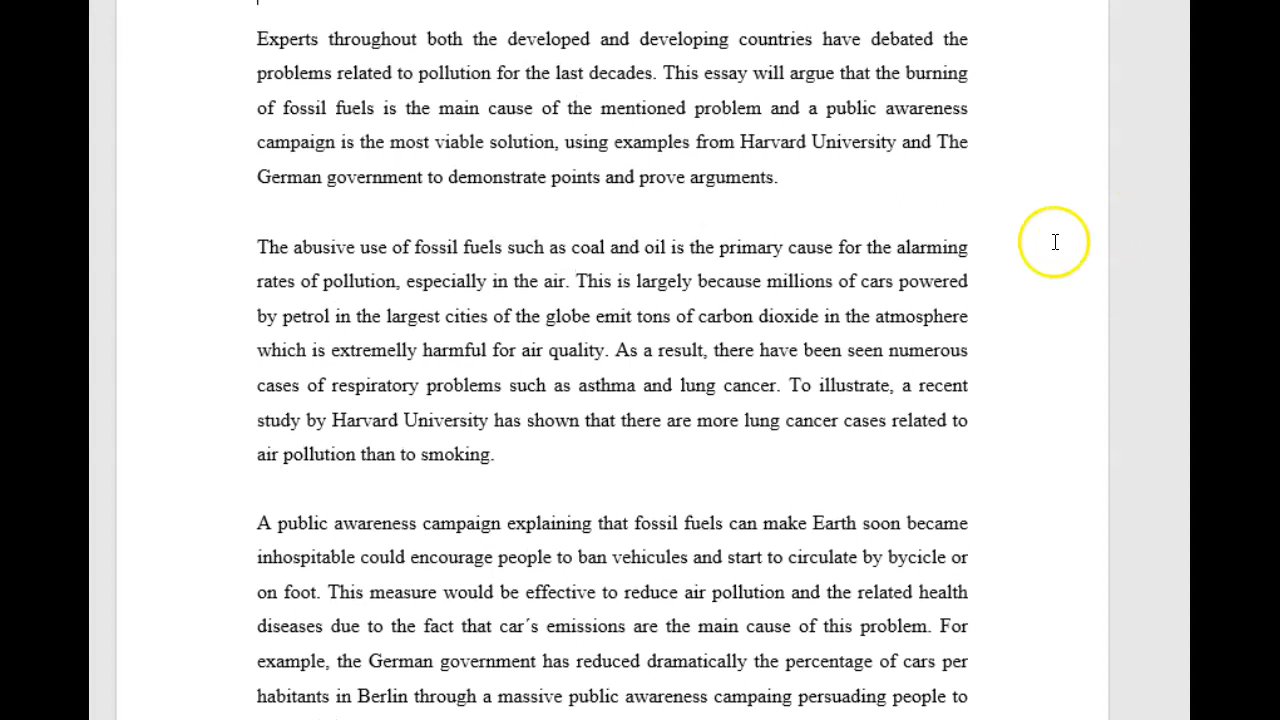 Experts throughout both the developed and developing countries have debated the
problems related to pollution for the last decades. This essay will argue that the burning
of fossil fuels is the main cause of the mentioned problem and a public awareness
campaign is the most viable solution, using examples from Harvard University and The
German government to demonstrate points and prove arguments.
The abusive use of fossil fuels such as coal and oil is the primary cause for the alarming
rates of pollution, especially in the air. This is largely because millions of cars powered
by petrol in the largest cities of the globe emit tons of carbon dioxide in the atmosphere
which is extremelly harmful for air quality. As a result, there have been seen numerous
cases of respiratory problems such as asthma and lung cancer. To illustrate, a recent
study by Harvard University has shown that there are more lung cancer cases related to
air pollution than to smoking.
A public awareness campaign explaining that fossil fuels can make Earth soon became
inhospitable could encourage people to ban vehicules and start to circulate by bycicle or
on foot. This measure would be effective to reduce air pollution and the related health
diseases due to the fact that car´s emissions are the main cause of this problem. For
example, the German government has reduced dramatically the percentage of cars per
habitants in Berlin through a massive public awareness campaing persuading people to